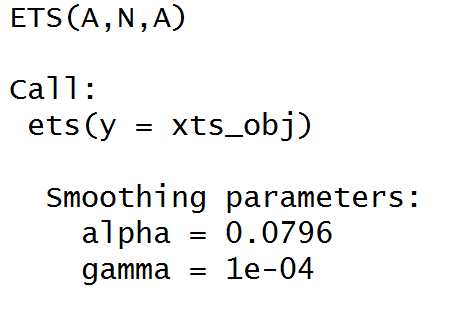 ETS(A,N,A)
Call:
ets(y = xts_obj)
Smoothing parameters:
alpha = 0.0796
gamma = 1e-04